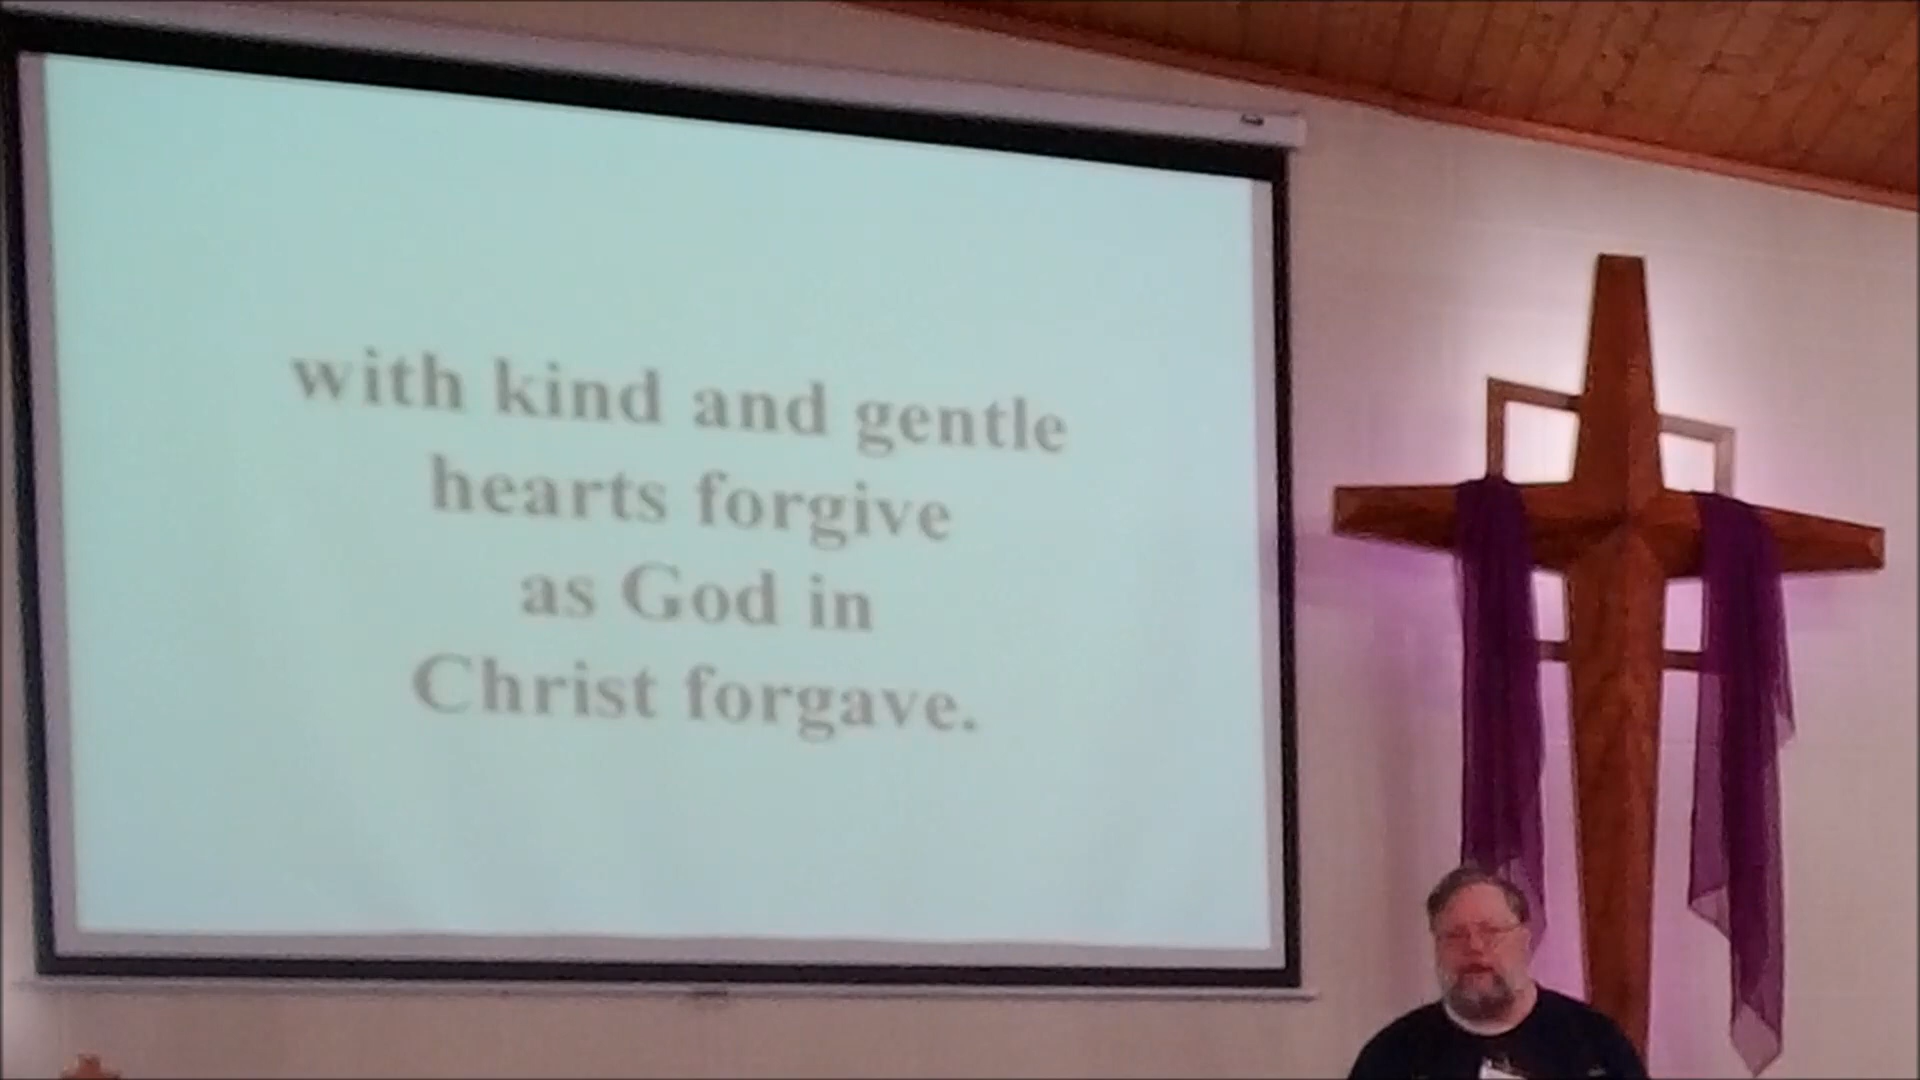 with kind and gentle
hearts forgive
as God in
Christ forgave.